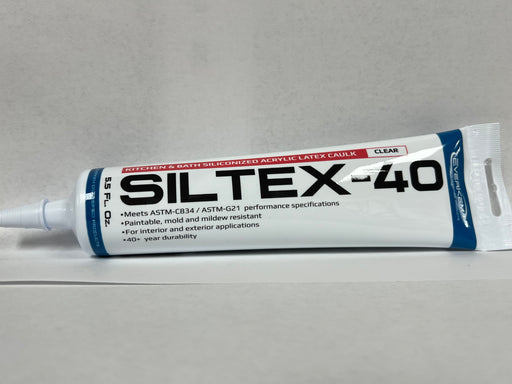 KITCHEN & BATH SILICONIZED ACRYLIC LATEX CAULK
CLEAR
SILTEX-40
5.5 FL. OZ.
•Meets ASTM-C834 / ASTM-G21 performance specifications
•Paintable, mold and mildew resistant
•For interior and exterior applications
•40+ year durability
EVERKEM